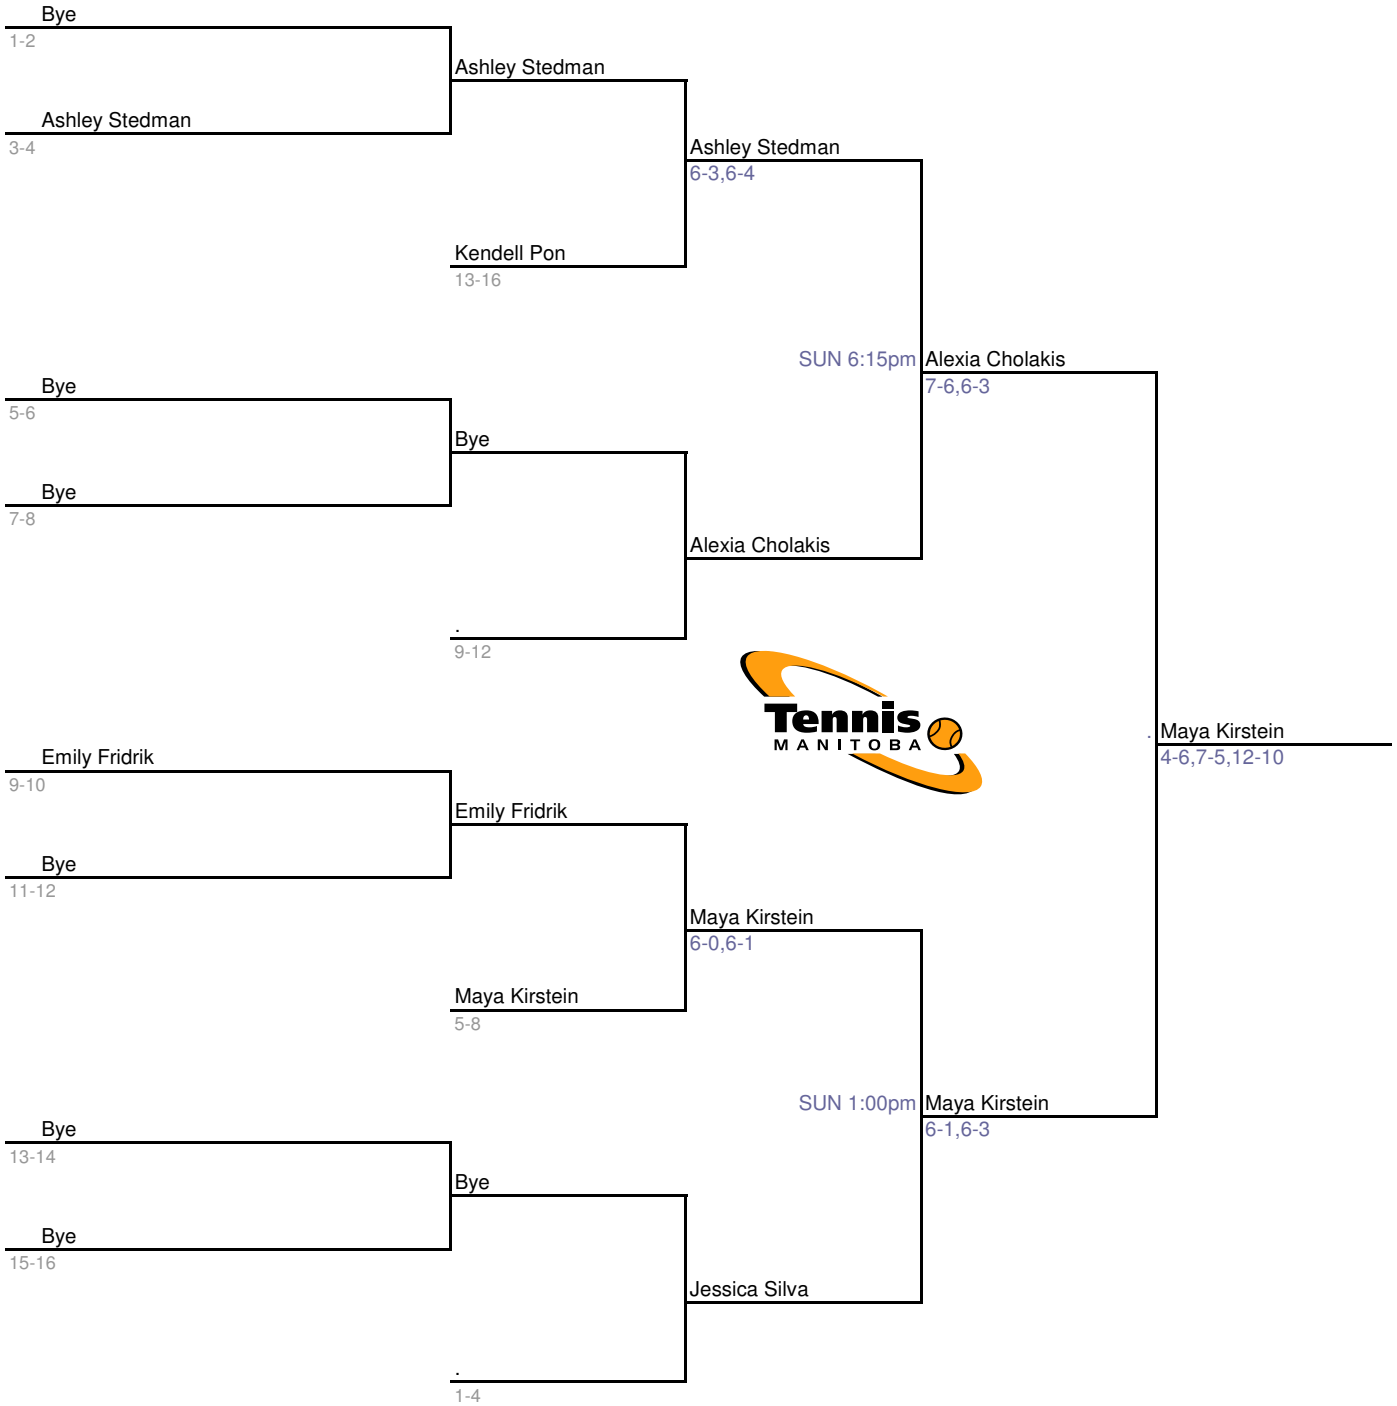 Bye
1-2
Ashley Stedman
Ashley Stedman
3-4
Ashley Stedman
6-3,6-4
Kendell Pon
13-16
SUN 6:15pm Alexia Cholakis
7-6,6-3
Bye
5-6
Bye
Bye
7-8
Alexia Cholakis
.
9-12
Tennis
MANITOBA
. Maya Kirstein
4-6,7-5,12-10
Emily Fridrik
9-10
Emily Fridrik
Bye
11-12
Maya Kirstein
6-0,6-1
Maya Kirstein
5-8
SUN 1:00pm Maya Kirstein
6-1,6-3
Bye
13-14
Bye
Bye
15-16
Jessica Silva
.
1-4